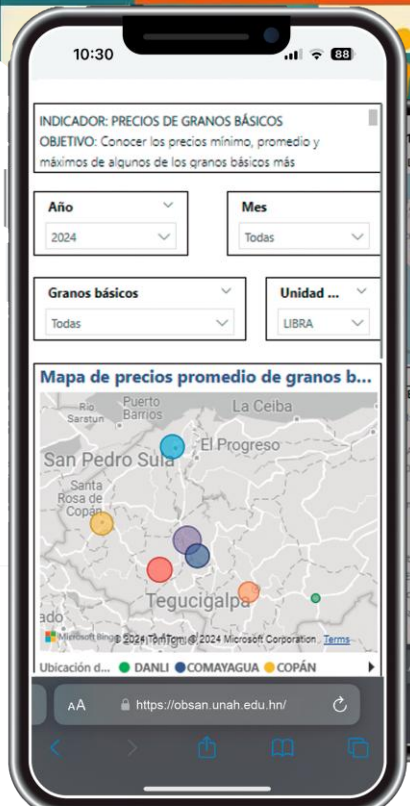 10:30
88
INDICADOR: PRECIOS DE GRANOS BÁSICOS
OBJETIVO: Conocer los precios mínimo, promedio y
máximos de algunos de los granos básicos más
Año
2024
Mes
Todas
Granos básicos
Todas
Unidad ...
LIBRA
Mapa de precios promedio de granos b...
Puerto
Barrios
Río
Sarstun
La Ceiba
El Progreso
San Pedro Sula
Santa
Rosa de
Copán
Tegucigalpa
ado
Microsoft Bing
© 2024 TomTom, © 2024 Microsoft Corporation
Terms
Ubicación d... DANLI COMAYAGUA COPÁN
AA
https://obsan.unah.edu.hn/